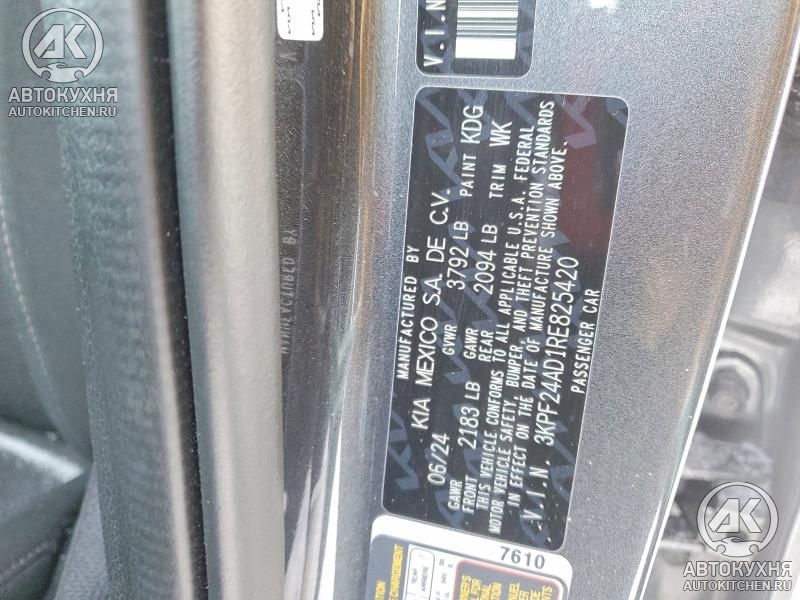 АВТОКУХНЯ
AUTOKITCHEN.RU
V.I.N
MANUFACTURED BY
KIA MEXICO S.A. DE C.V.
06/24 GVWR 3792 LB PAINT KDG
GAWR FRONT 2183 LB GAWR REAR 2094 LB TRIM WK
THIS VEHICLE CONFORMS TO ALL APPLICABLE U.S.A. FEDERAL
MOTOR VEHICLE SAFETY, BUMPER, AND THEFT PREVENTION STANDARDS
IN EFFECT ON THE DATE OF MANUFACTURE SHOWN ABOVE.
V.I.N. 3KPF24AD1RE825420
PASSENGER CAR
7610
АВТОКУХНЯ
AUTOKITCHEN.RU